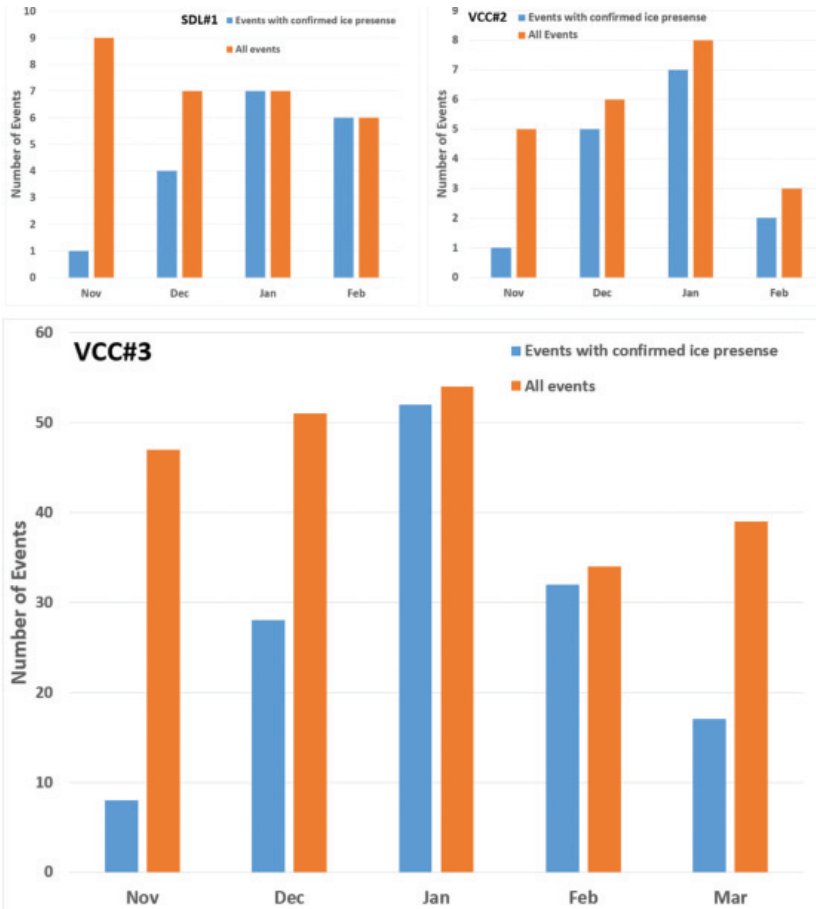 SDL#1
Events with confirmed ice presense
All events
Number of Events
10
9
8
7
6
5
4
3
2
1
0
Nov Dec Jan Feb
VCC#2
Events with confirmed ice presense
All Events
Number of Events
9
8
7
6
5
4
3
2
1
0
Nov Dec Jan Feb
VCC#3
Events with confirmed ice presense
All events
Number of Events
60
50
40
30
20
10
0
Nov Dec Jan Feb Mar